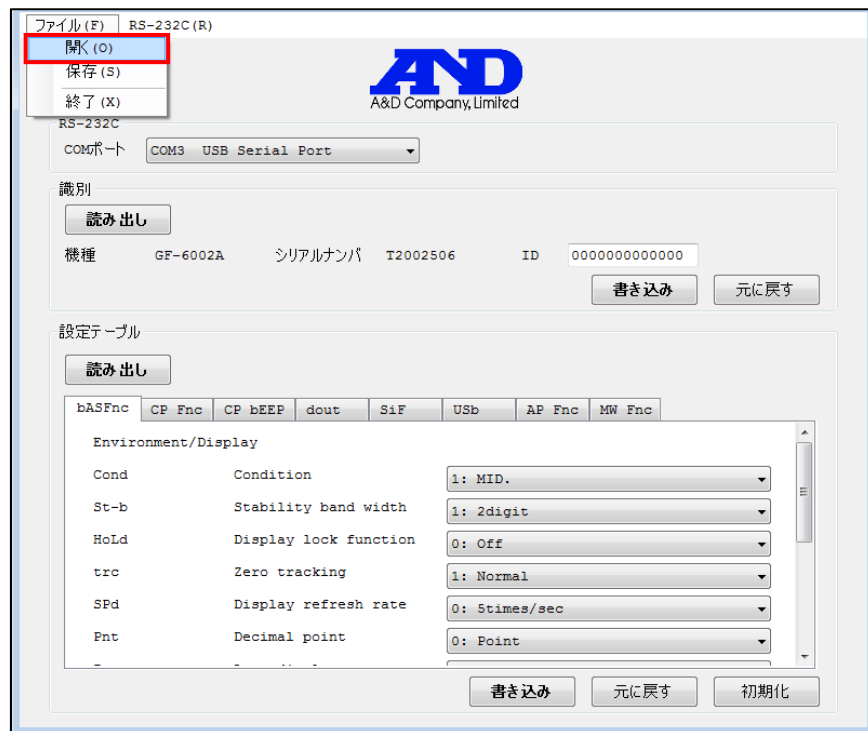 ファイル(F) RS-232C(R)
開く(O)
保存(S)
終了(X)
AND
A&D Company, Limited
RS-232C
COMポート COM3 USB Serial Port
識別
読み出し
機種 GF-6002A シリアルナンバ T2002506 ID 0000000000000
書き込み 元に戻す
設定テーブル
読み出し
bASFnc CP Fnc CP bEEP dout SiF USb AP Fnc MW Fnc
Environment/Display
Cond Condition 1: MID.
St-b Stability band width 1: 2digit
HoLd Display lock function 0: Off
trc Zero tracking 1: Normal
SPd Display refresh rate 0: 5times/sec
Pnt Decimal point 0: Point
書き込み 元に戻す 初期化